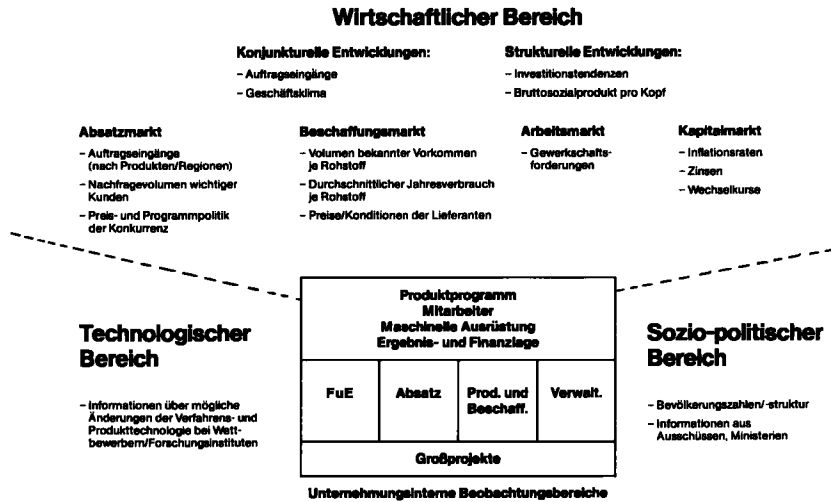 Wirtschaftlicher Bereich
Konjunkturelle Entwicklungen:
– Auftragseingänge
– Geschäftsklima
Strukturelle Entwicklungen:
– Investitionstendenzen
– Bruttosozialprodukt pro Kopf
Absatzmarkt
– Auftragseingänge
(nach Produkten/Regionen)
– Nachfragevolumen wichtiger
Kunden
– Preis- und Programmpolitik
der Konkurrenz
Beschaffungsmarkt
– Volumen bekannter Vorkommen
je Rohstoff
– Durchschnittlicher Jahresverbrauch
je Rohstoff
– Preise/Konditionen der Lieferanten
Arbeitsmarkt
– Gewerkschafts-
forderungen
Kapitalmarkt
– Inflationsraten
– Zinsen
– Wechselkurse
Technologischer
Bereich
– Informationen über mögliche
Änderungen der Verfahrens- und
Produkttechnologie bei Wett-
bewerbern/Forschungsinstituten
Produktprogramm
Mitarbeiter
Maschinelle Ausrüstung
Ergebnis- und Finanzlage
FuE
Absatz
Prod. und
Beschaff.
Verwalt.
Großprojekte
Unternehmungsinterne Beobachtungsbereiche
Sozio-politischer
Bereich
– Bevölkerungszahlen/-struktur
– Informationen aus
Ausschüssen, Ministerien